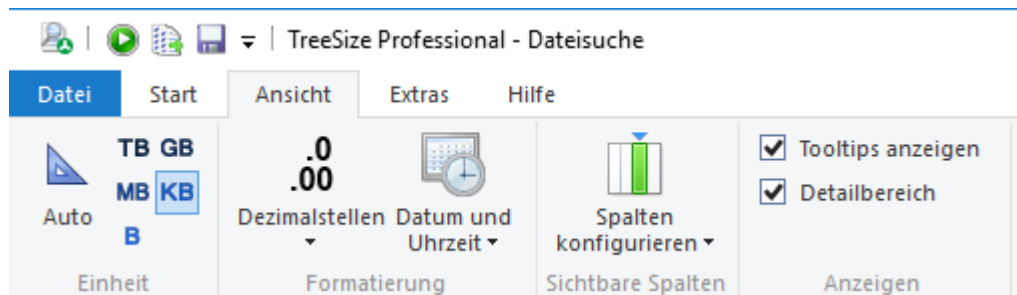 TreeSize Professional - Dateisuche
Datei Start Ansicht Extras Hilfe
TB GB
MB KB
B
Auto
Einheit
.0
.00
Dezimalstellen
Datum und
Uhrzeit
Formatierung
Spalten
konfigurieren
Sichtbare Spalten
Tooltips anzeigen
Detailbereich
Anzeigen